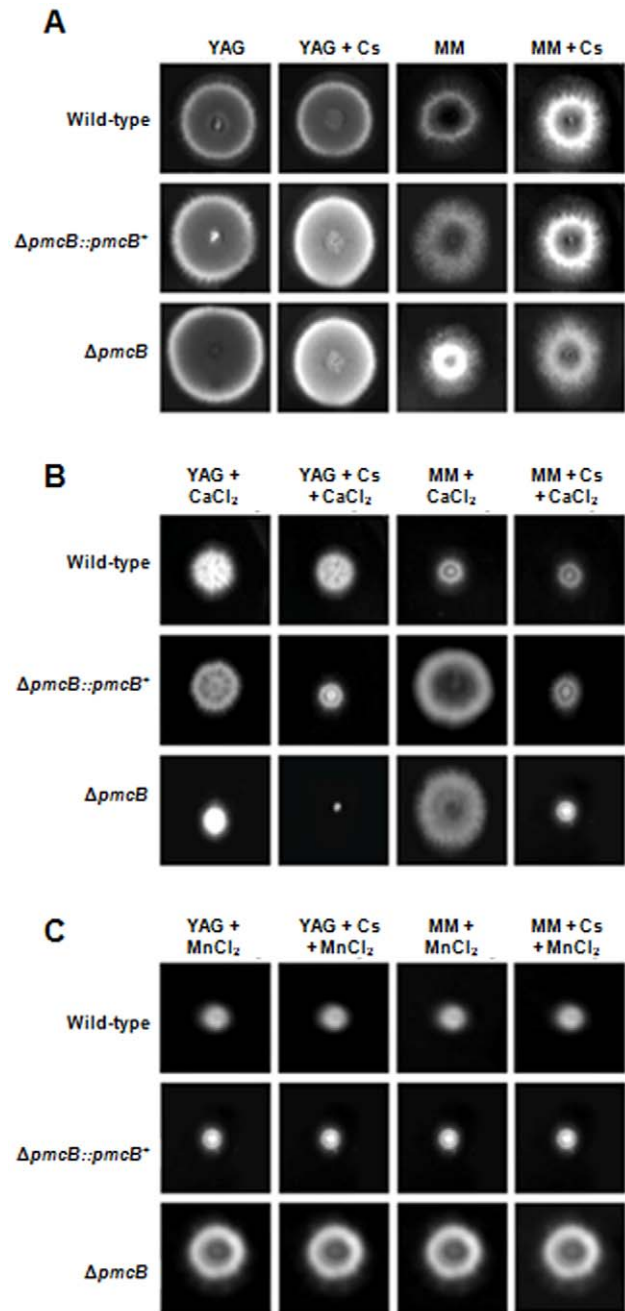 A
YAG YAG + Cs MM MM + Cs
Wild-type
ΔpmcB::pmcB⁺
ΔpmcB
B
YAG + YAG + Cs MM + MM + Cs
CaCl₂ + CaCl₂ CaCl₂ + CaCl₂
Wild-type
ΔpmcB::pmcB⁺
ΔpmcB
C
YAG + YAG + Cs MM + MM + Cs
MnCl₂ + MnCl₂ MnCl₂ + MnCl₂
Wild-type
ΔpmcB::pmcB⁺
ΔpmcB